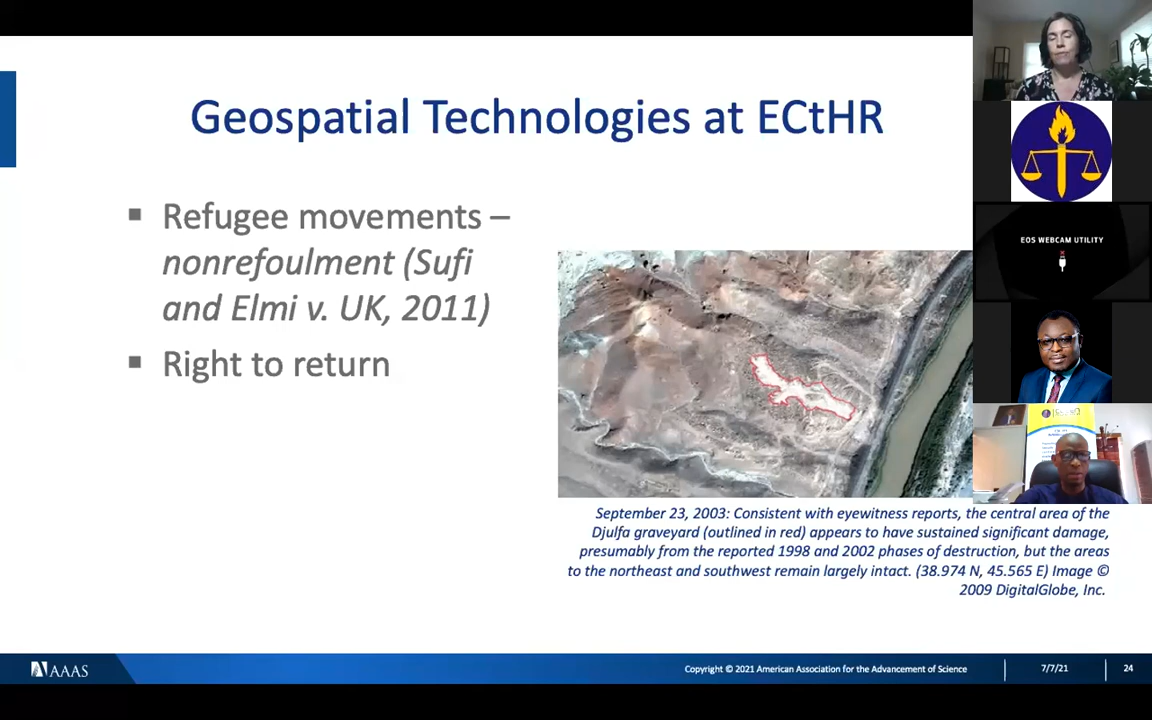 Geospatial Technologies at ECtHR
▪ Refugee movements –
nonrefoulment (Sufi
and Elmi v. UK, 2011)
▪ Right to return
September 23, 2003: Consistent with eyewitness reports, the central area of the
Djulfa graveyard (outlined in red) appears to have sustained significant damage,
presumably from the reported 1998 and 2002 phases of destruction, but the areas
to the northeast and southwest remain largely intact. (38.974 N, 45.565 E) Image ©
2009 DigitalGlobe, Inc.
AAAS
Copyright © 2021 American Association for the Advancement of Science
7/7/21
24
EOS WEBCAM UTILITY